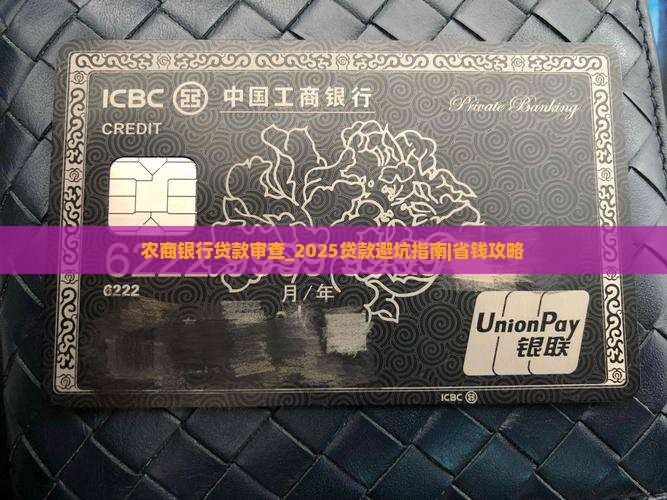 ICBC 中国工商银行
Private Banking
CREDIT
农商银行贷款审查_2025贷款避坑指南|省钱攻略
6222
月/年
UnionPay
银联
ICBC